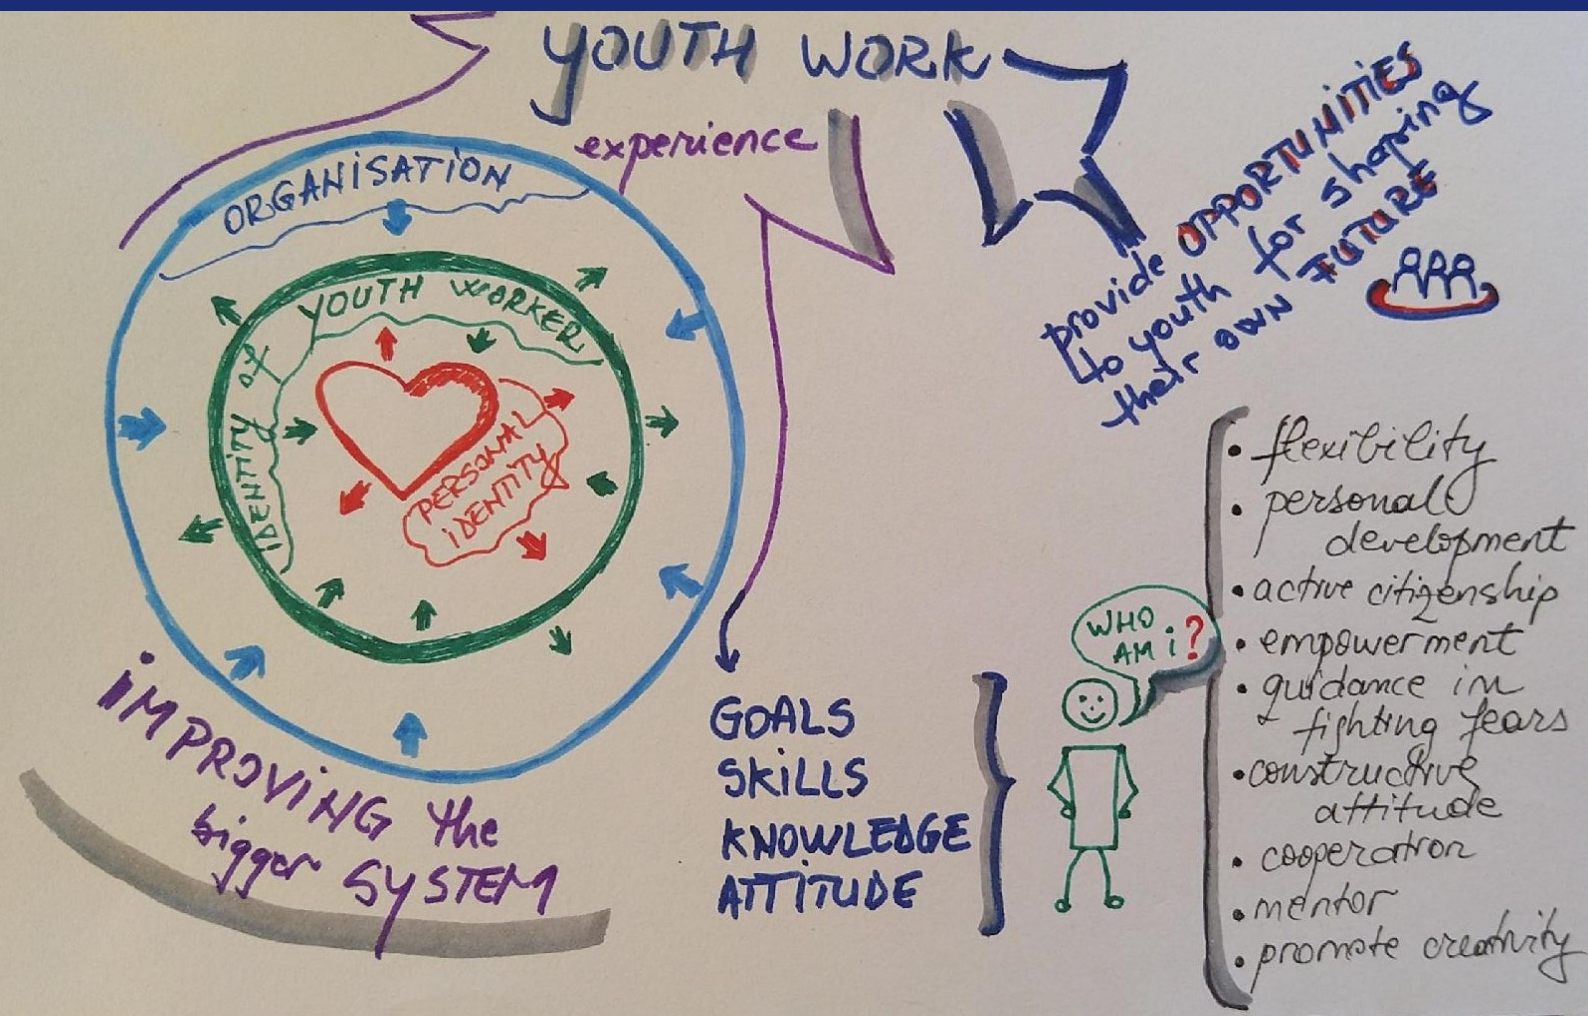 YOUTH WORK
experience
provide OPPORTUNITIES
to youth for shaping
their own FUTURE
ORGANISATION
IDENTITY of YOUTH WORKER
PERSONAL
IDENTITY
IMPROVING the
bigger SYSTEM
GOALS
SKILLS
KNOWLEDGE
ATTITUDE
WHO
AM i?
• flexibility
• personal
development
• active citizenship
• empowerment
• guidance in
fighting fears
• constructive
attitude
• cooperation
• mentor
• promote creativity